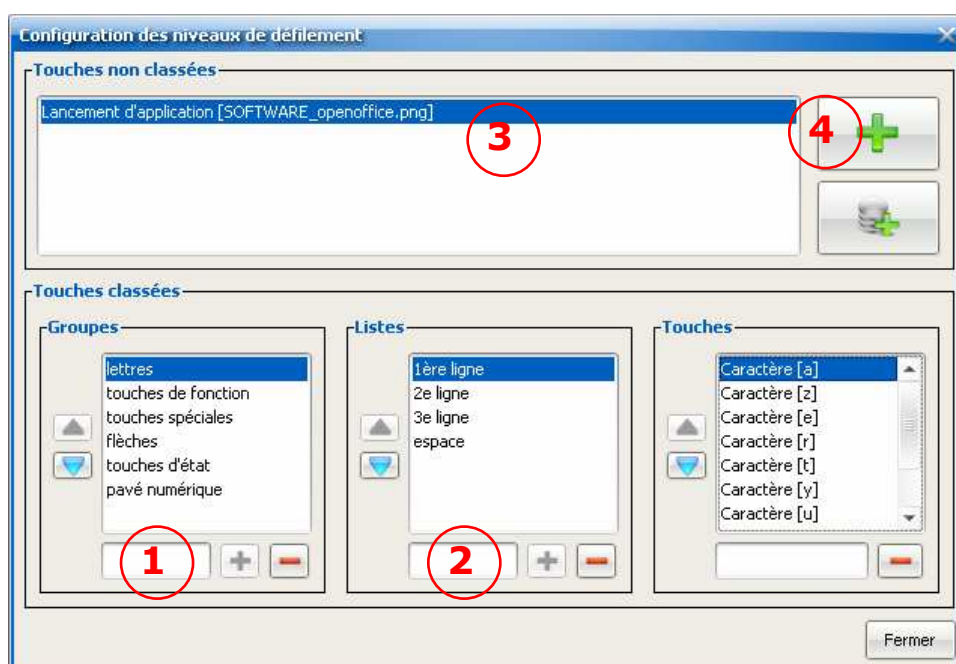 Configuration des niveaux de défilement
Touches non classées
Lancement d'application [SOFTWARE_openoffice.png]
3
4
Touches classées
Groupes
lettres
touches de fonction
touches spéciales
flèches
touches d'état
pavé numérique
1
Listes
1ère ligne
2e ligne
3e ligne
espace
2
Touches
Caractère [a]
Caractère [z]
Caractère [e]
Caractère [r]
Caractère [t]
Caractère [y]
Caractère [u]
Fermer